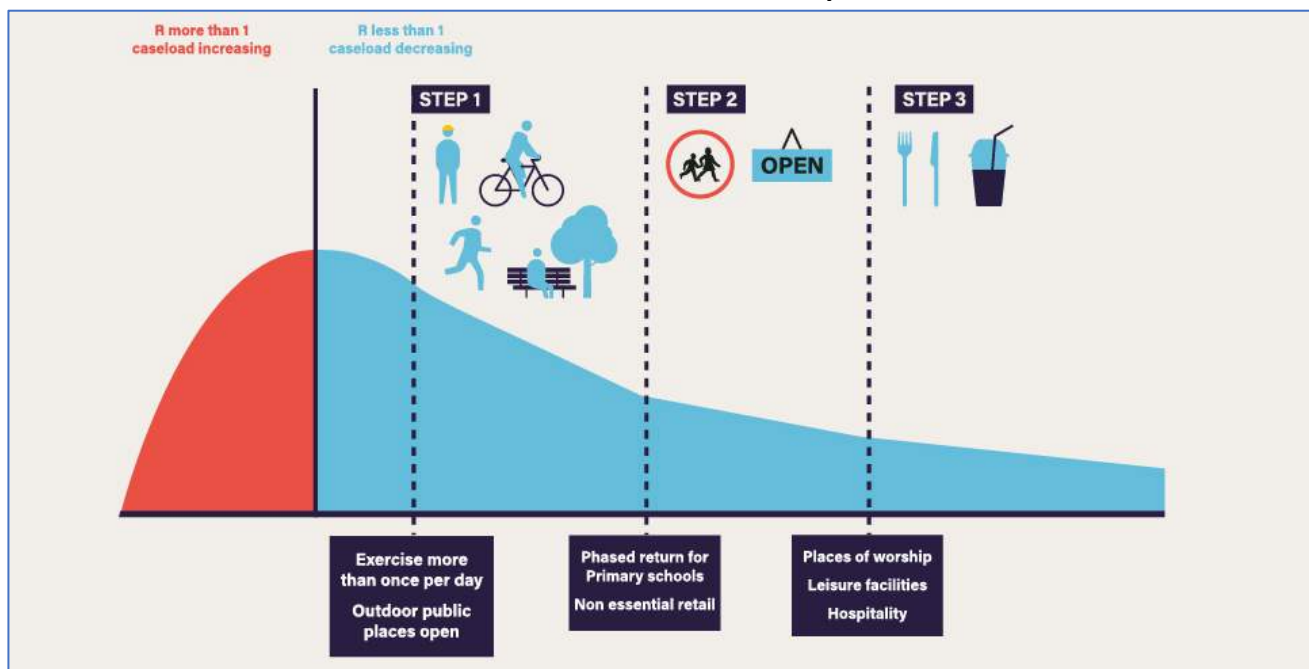 R more than 1
caseload increasing
R less than 1
caseload decreasing
STEP 1
STEP 2
STEP 3
OPEN
Exercise more
than once per day
Outdoor public
places open
Phased return for
Primary schools
Non essential retail
Places of worship
Leisure facilities
Hospitality